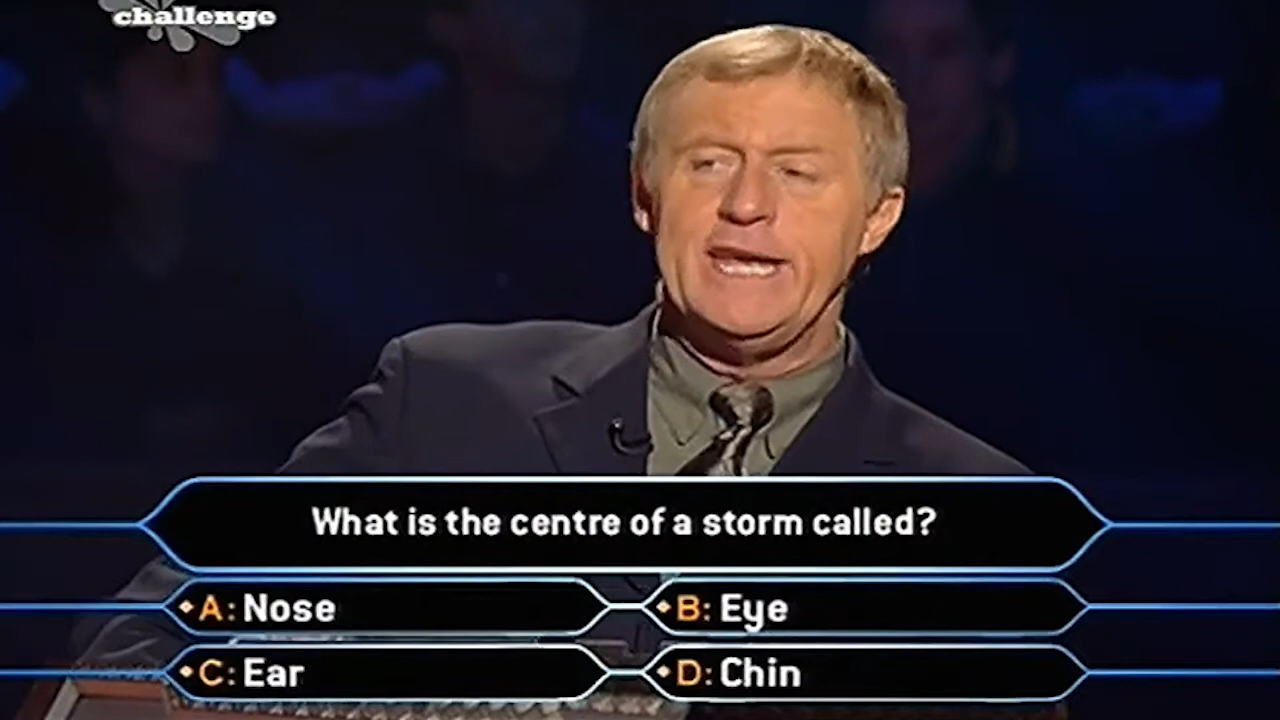 challenge
What is the centre of a storm called?
A: Nose
B: Eye
C: Ear
D: Chin